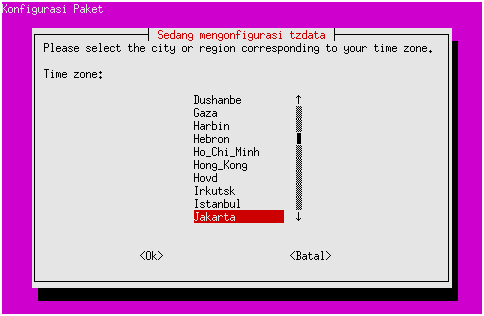 Konfigurasi Paket
Sedang mengonfigurasi tzdata
Please select the city or region corresponding to your time zone.
Time zone:
Dushanbe
Gaza
Harbin
Hebron
Ho_Chi_Minh
Hong_Kong
Hovd
Irkutsk
Istanbul
Jakarta
<Ok> <Batal>